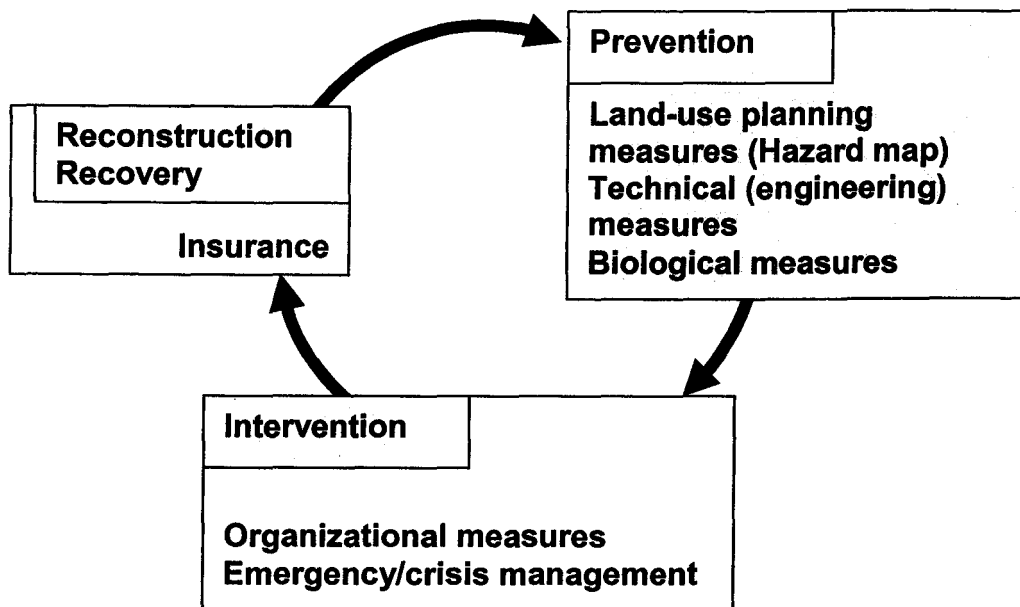 Prevention
Land-use planning
measures (Hazard map)
Technical (engineering)
measures
Biological measures
Reconstruction
Recovery
Insurance
Intervention
Organizational measures
Emergency/crisis management